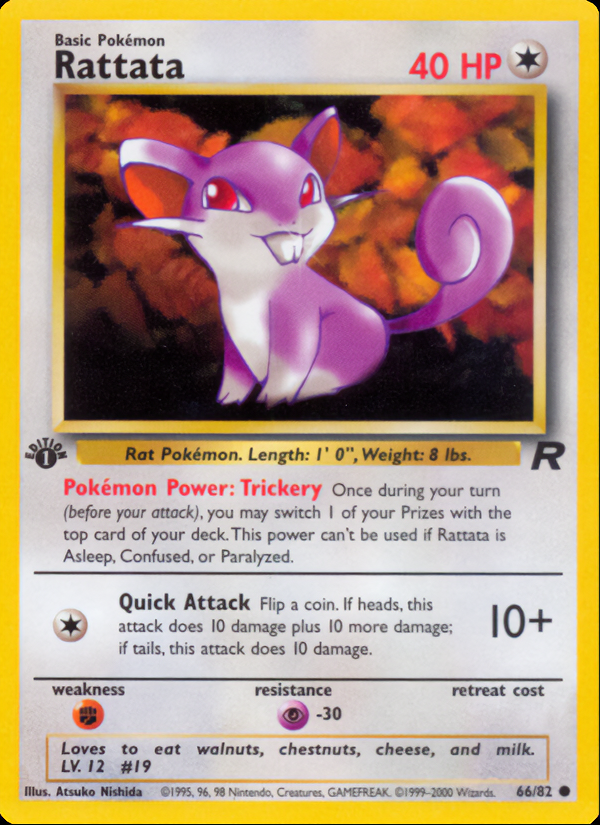 Basic Pokémon
Rattata
40 HP
EDITION
1
Rat Pokémon. Length: 1' 0", Weight: 8 lbs.
R
Pokémon Power: Trickery Once during your turn
(before your attack), you may switch 1 of your Prizes with the
top card of your deck. This power can't be used if Rattata is
Asleep, Confused, or Paralyzed.
Quick Attack Flip a coin. If heads, this
attack does 10 damage plus 10 more damage;
if tails, this attack does 10 damage.
10+
weakness resistance retreat cost
-30
Loves to eat walnuts, chestnuts, cheese, and milk.
LV. 12 #19
Illus. Atsuko Nishida ©1995, 96, 98 Nintendo, Creatures, GAMEFREAK. ©1999-2000 Wizards. 66/82